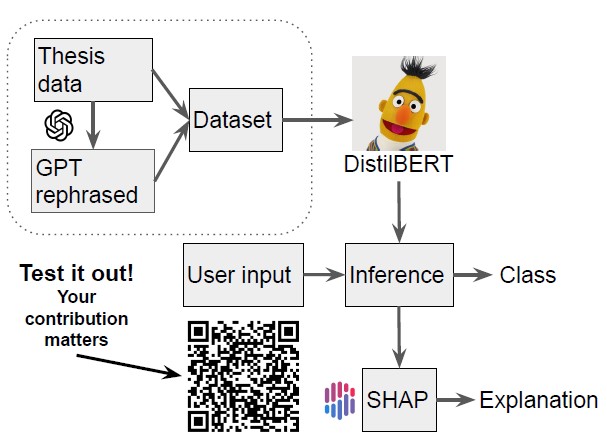 Thesis
data
GPT
rephrased
Dataset
DistilBERT
User input
Inference
Class
Test it out!
Your
contribution
matters
SHAP
Explanation